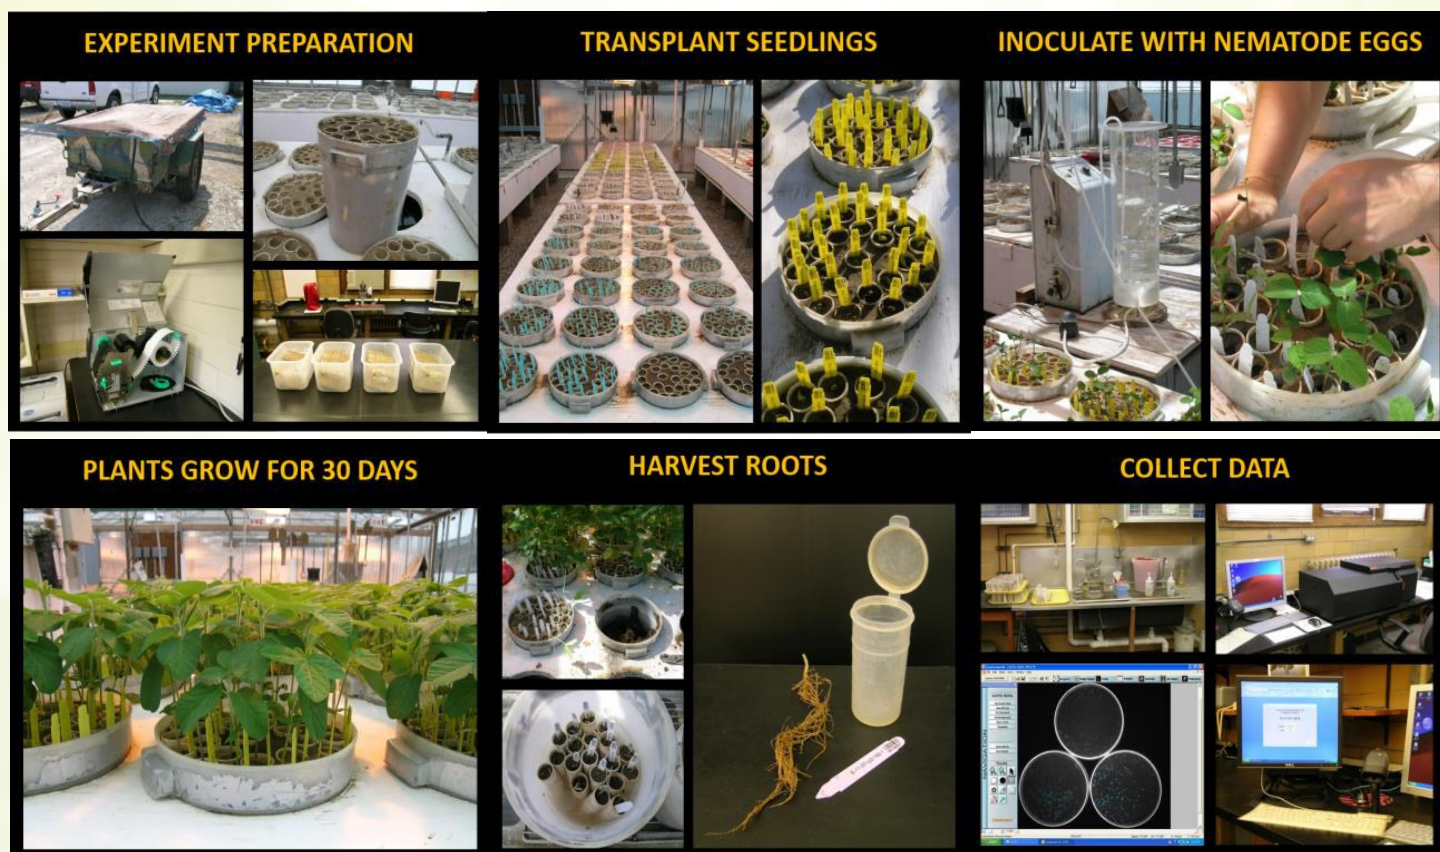 EXPERIMENT PREPARATION
TRANSPLANT SEEDLINGS
INOCULATE WITH NEMATODE EGGS
PLANTS GROW FOR 30 DAYS
HARVEST ROOTS
COLLECT DATA